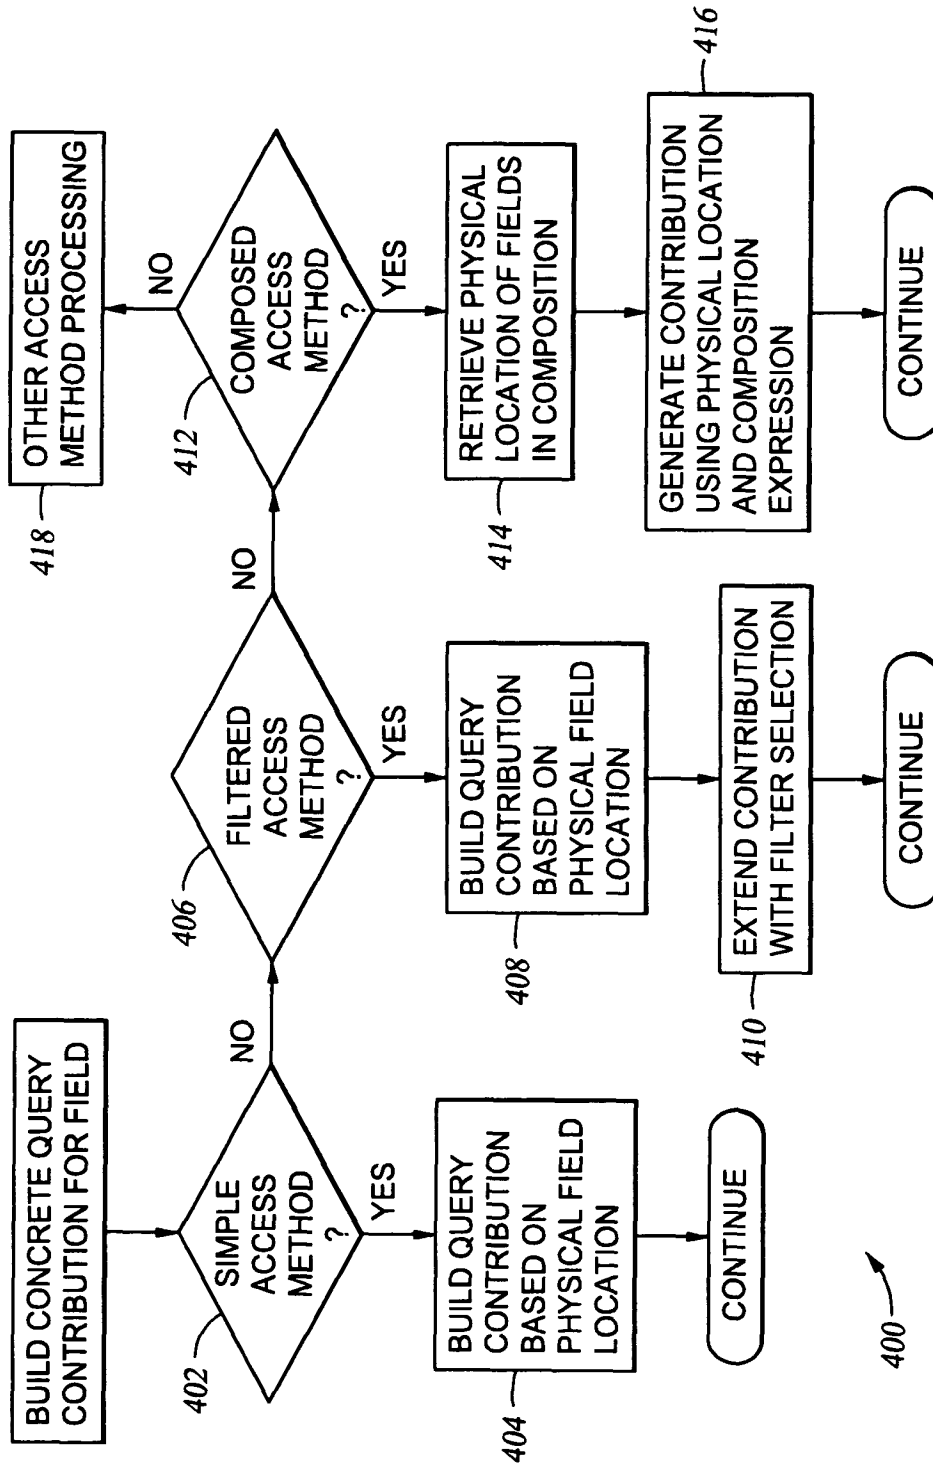 BUILD CONCRETE QUERY
CONTRIBUTION FOR FIELD
402
SIMPLE
ACCESS
METHOD
?
NO
YES
404
BUILD QUERY
CONTRIBUTION
BASED ON
PHYSICAL FIELD
LOCATION
CONTINUE
406
FILTERED
ACCESS
METHOD
?
NO
YES
408
BUILD QUERY
CONTRIBUTION
BASED ON
PHYSICAL FIELD
LOCATION
410
EXTEND CONTRIBUTION
WITH FILTER SELECTION
CONTINUE
412
COMPOSED
ACCESS
METHOD
?
NO
YES
418
OTHER ACCESS
METHOD PROCESSING
414
RETRIEVE PHYSICAL
LOCATION OF FIELDS
IN COMPOSITION
416
GENERATE CONTRIBUTION
USING PHYSICAL LOCATION
AND COMPOSITION
EXPRESSION
CONTINUE
400